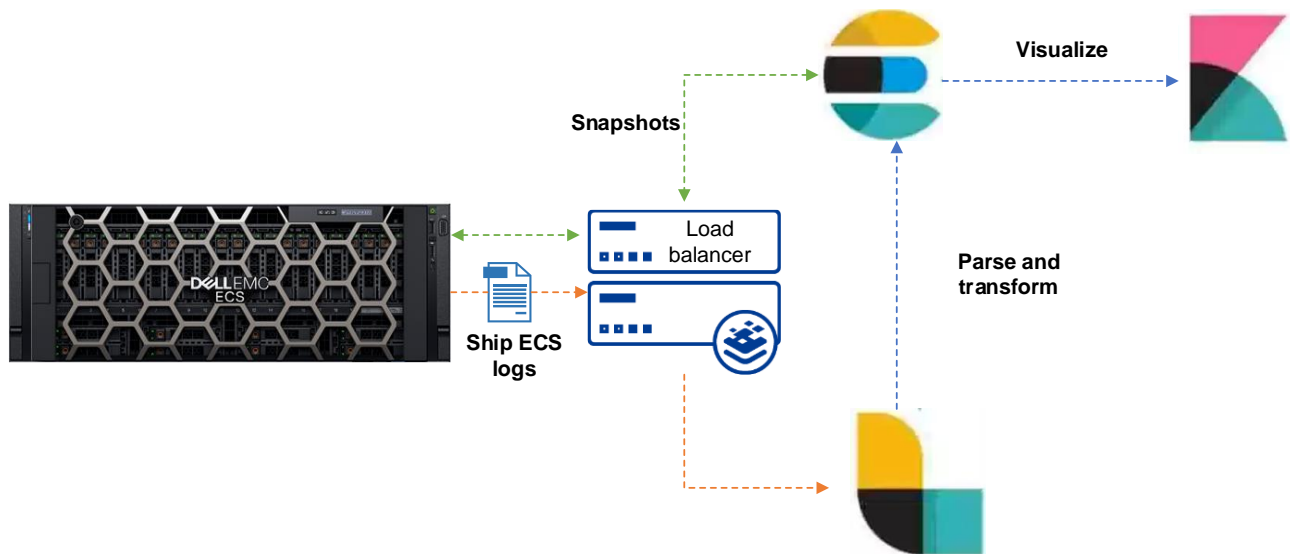 Visualize
Snapshots
Load
balancer
DELLEMC
ECS
Parse and
transform
Ship ECS
logs